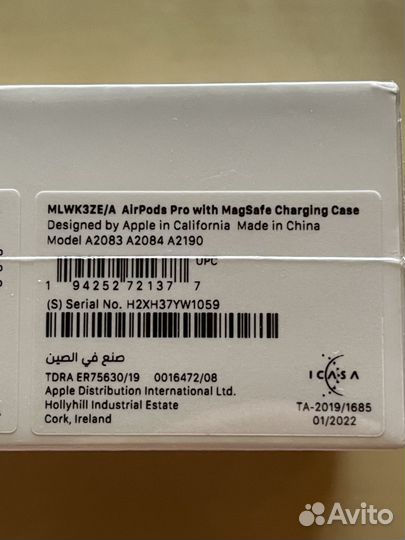 MLWK3ZE/A AirPods Pro with MagSafe Charging Case
Designed by Apple in California Made in China
Model A2083 A2084 A2190
UPC
1 94252 72137 7
(S) Serial No. H2XH37YW1059
صنع في الصين
TDRA ER75630/19 0016472/08
Apple Distribution International Ltd.
Hollyhill Industrial Estate
Cork, Ireland
ICASA
TA-2019/1685
01/2022
Avito